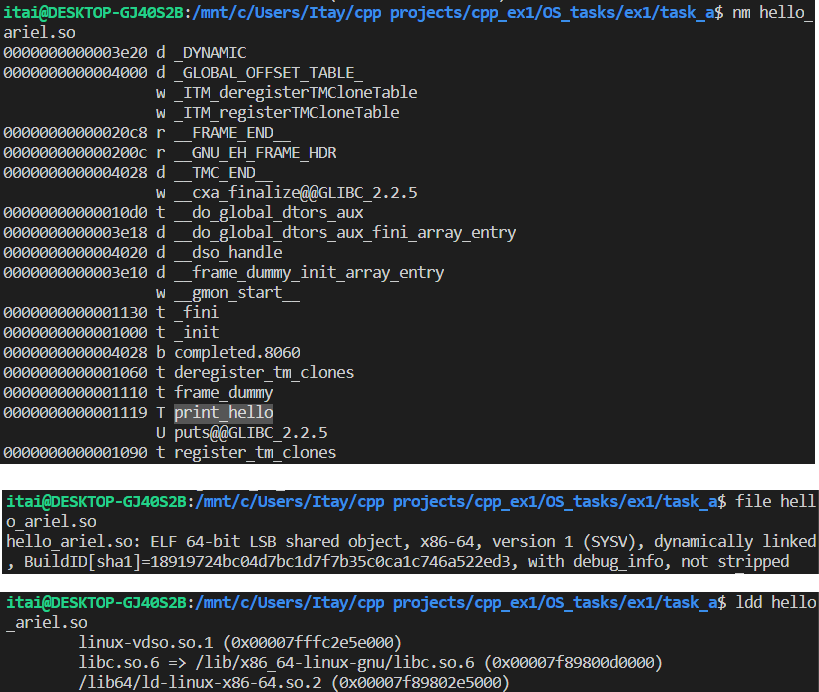 itai@DESKTOP-GJ40S2B:/mnt/c/Users/Itay/cpp projects/cpp_ex1/OS_tasks/ex1/task_a$ nm hello_
ariel.so
0000000000003e20 d _DYNAMIC
0000000000004000 d _GLOBAL_OFFSET_TABLE_
w _ITM_deregisterTMCloneTable
w _ITM_registerTMCloneTable
00000000000020c8 r __FRAME_END__
000000000000200c r __GNU_EH_FRAME_HDR
0000000000004028 d __TMC_END__
w __cxa_finalize@@GLIBC_2.2.5
00000000000010d0 t __do_global_dtors_aux
0000000000003e18 d __do_global_dtors_aux_fini_array_entry
0000000000004020 d __dso_handle
0000000000003e10 d __frame_dummy_init_array_entry
w __gmon_start__
0000000000001130 t _fini
0000000000001000 t _init
0000000000004028 b completed.8060
0000000000001060 t deregister_tm_clones
0000000000001110 t frame_dummy
0000000000001119 T print_hello
U puts@@GLIBC_2.2.5
0000000000001090 t register_tm_clones
itai@DESKTOP-GJ40S2B:/mnt/c/Users/Itay/cpp projects/cpp_ex1/OS_tasks/ex1/task_a$ file hell
o_ariel.so
hello_ariel.so: ELF 64-bit LSB shared object, x86-64, version 1 (SYSV), dynamically linked
, BuildID[sha1]=18919724bc04d7bc1d7f7b35c0ca1c746a522ed3, with debug_info, not stripped
itai@DESKTOP-GJ40S2B:/mnt/c/Users/Itay/cpp projects/cpp_ex1/OS_tasks/ex1/task_a$ ldd hello
_ariel.so
linux-vdso.so.1 (0x00007fffc2e5e000)
libc.so.6 => /lib/x86_64-linux-gnu/libc.so.6 (0x00007f89800d0000)
/lib64/ld-linux-x86-64.so.2 (0x00007f89802e5000)